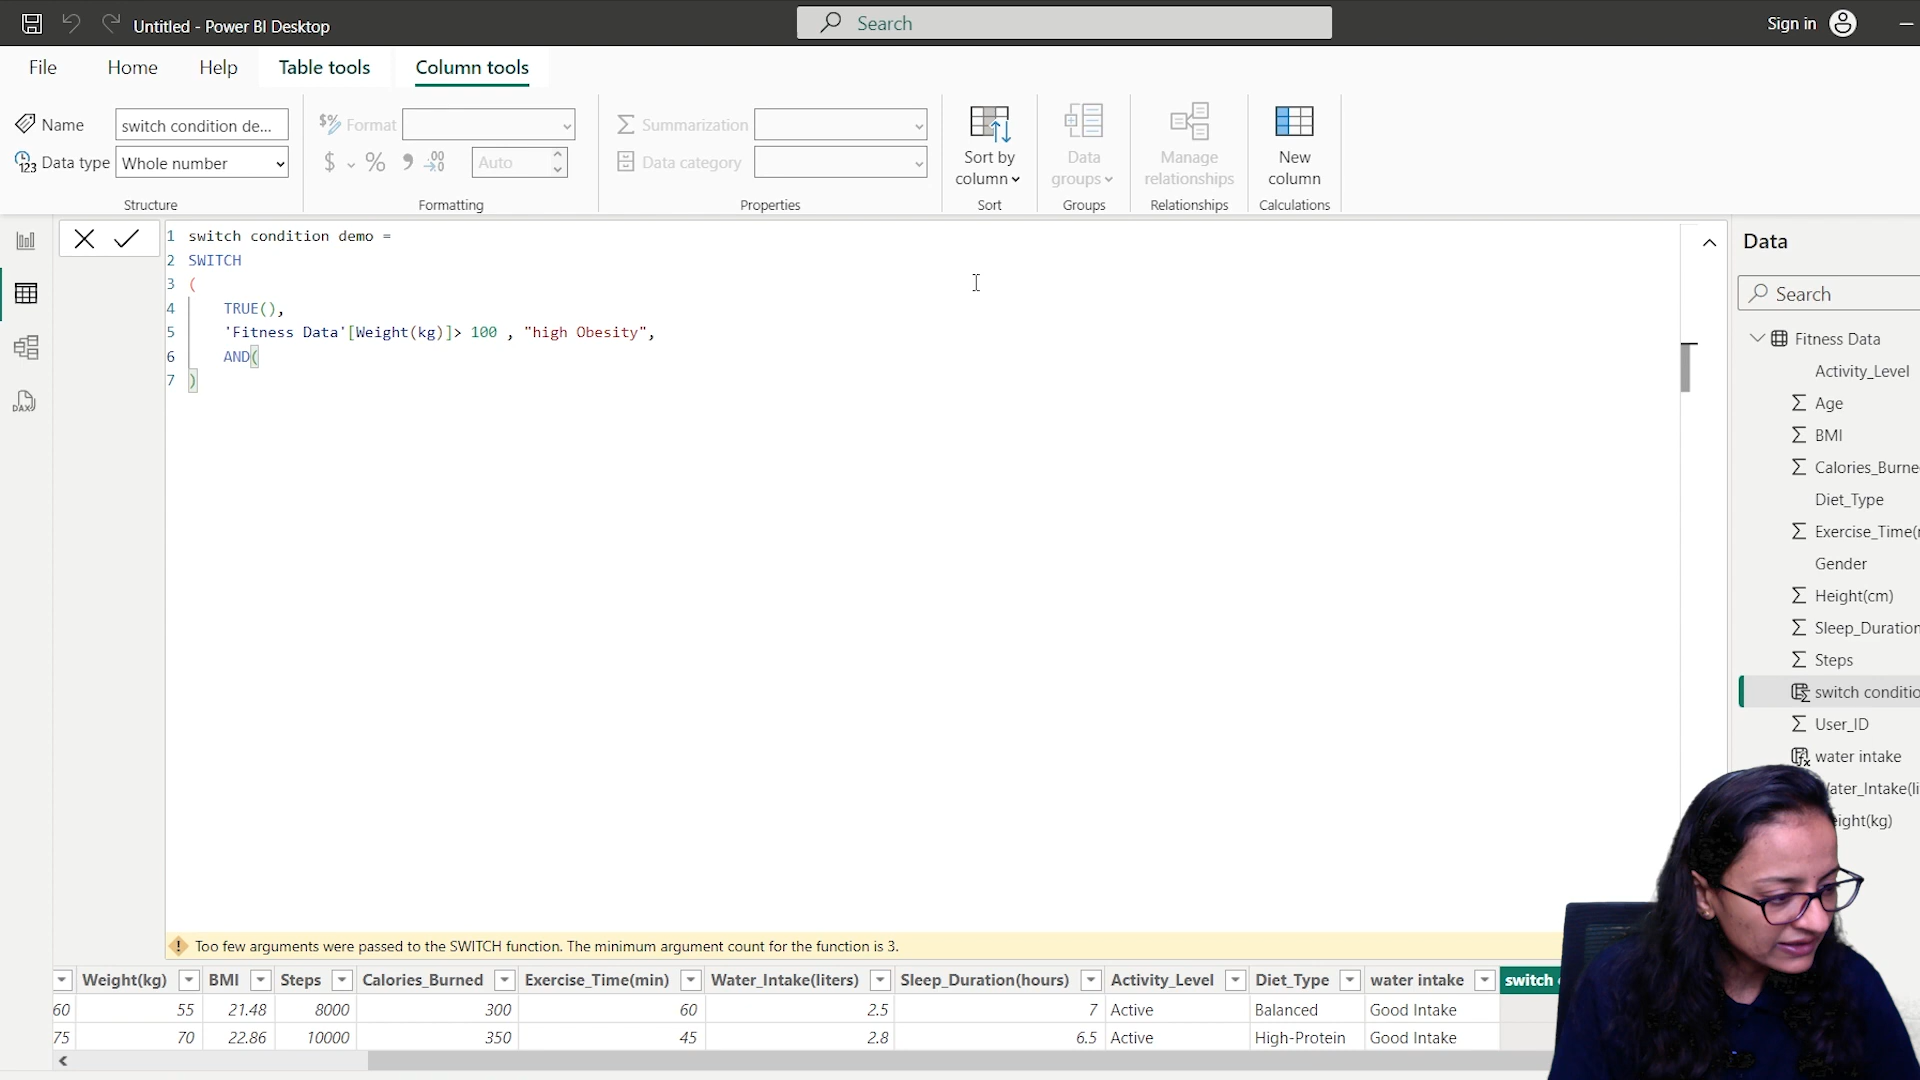 Untitled - Power BI Desktop
Search
Sign in
File
Home
Help
Table tools
Column tools
Name
switch condition de...
Format
Summarization
Data type
Whole number
$
%
Auto
Data category
Sort by
column
Data
groups
Manage
relationships
New
column
Structure
Formatting
Properties
Sort
Groups
Relationships
Calculations
1 switch condition demo =
2 SWITCH
3 (
4 TRUE(),
5 'Fitness Data'[Weight(kg)]> 100 , "high Obesity",
6 AND(
7 )
Data
Search
Fitness Data
Activity_Level
Age
BMI
Calories_Burne
Diet_Type
Exercise_Time(
Gender
Height(cm)
Sleep_Duration
Steps
switch conditio
User_ID
water intake
ater_Intake(li
eight(kg)
DAX
Too few arguments were passed to the SWITCH function. The minimum argument count for the function is 3.
Weight(kg) BMI Steps Calories_Burned Exercise_Time(min) Water_Intake(liters) Sleep_Duration(hours) Activity_Level Diet_Type water intake switch
60 55 21.48 8000 300 60 2.5 7 Active Balanced Good Intake
75 70 22.86 10000 350 45 2.8 6.5 Active High-Protein Good Intake